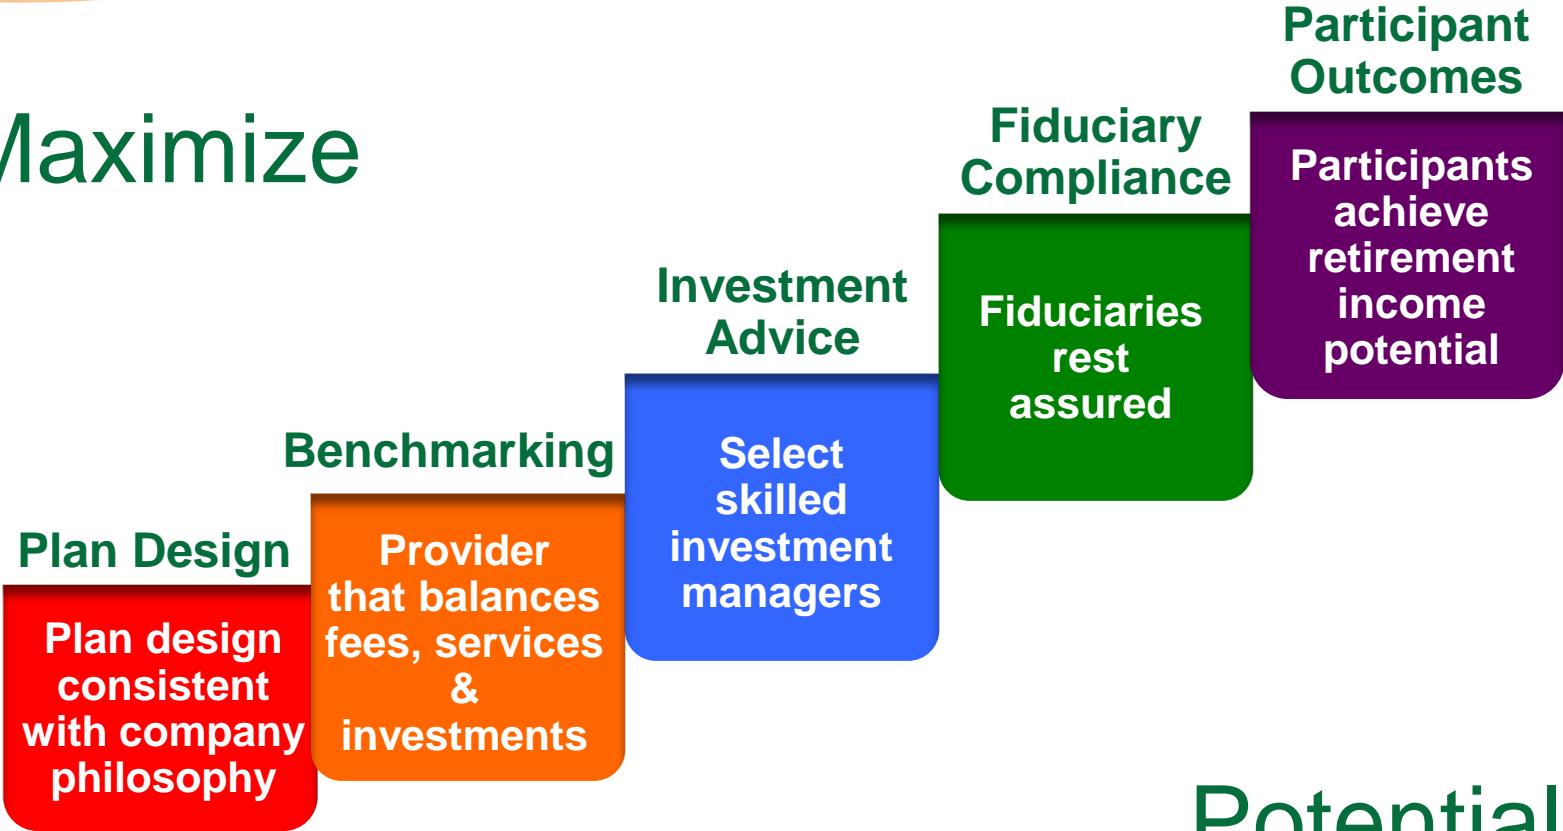 Maximize
Plan Design
Plan design
consistent
with company
philosophy
Benchmarking
Provider
that balances
fees, services
&
investments
Investment
Advice
Select
skilled
investment
managers
Fiduciary
Compliance
Fiduciaries
rest
assured
Participant
Outcomes
Participants
achieve
retirement
income
potential
Potential